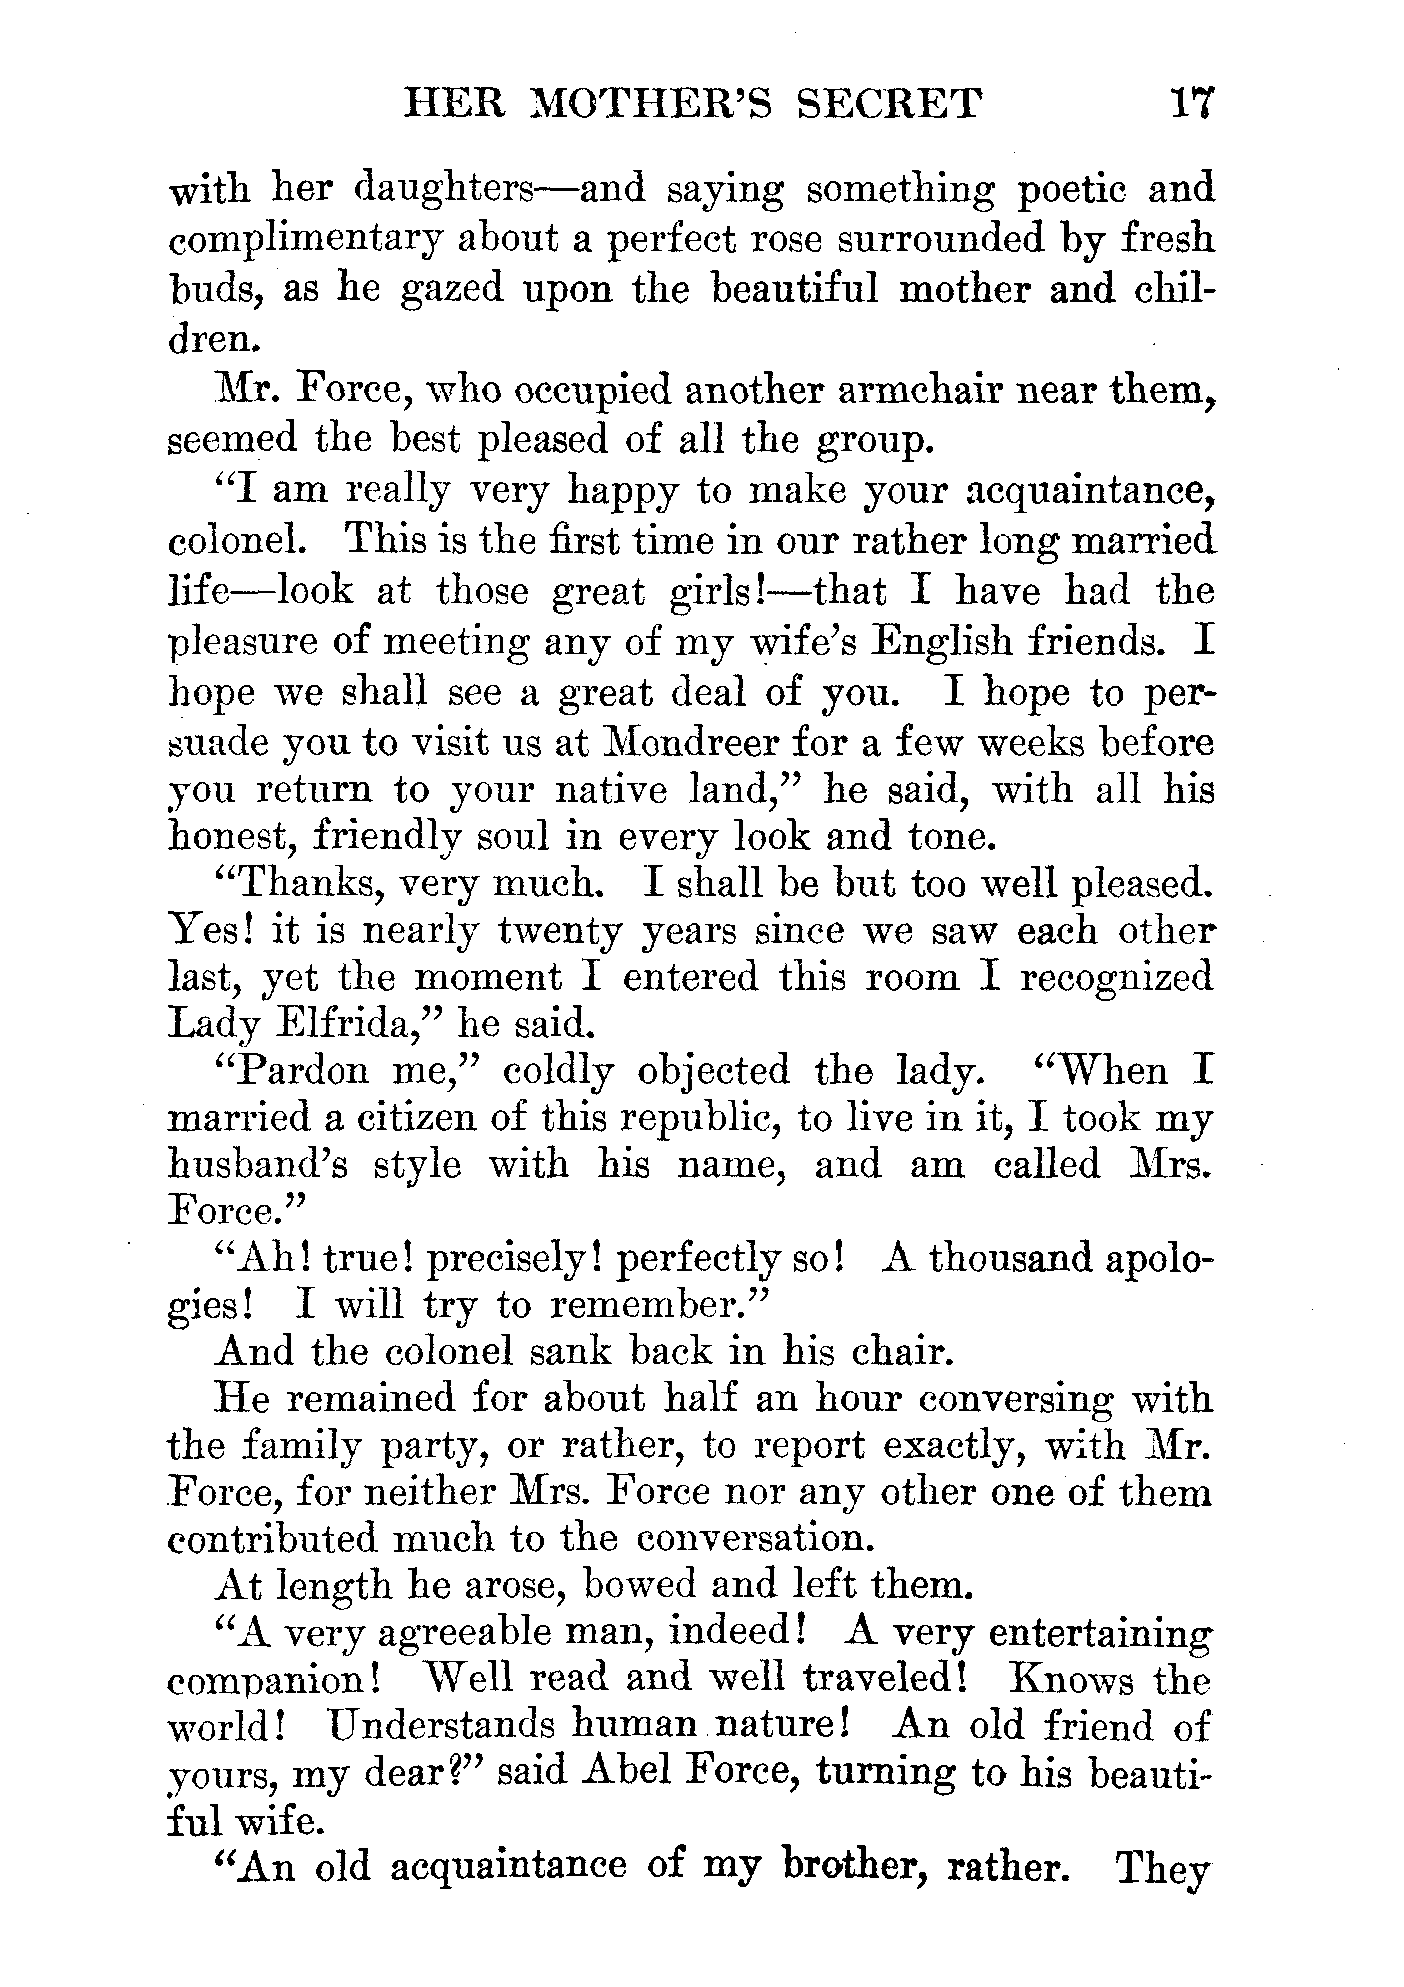 HER MOTHER'S SECRET 17
with her daughters—and saying something poetic and
complimentary about a perfect rose surrounded by fresh
buds, as he gazed upon the beautiful mother and chil-
dren.
Mr. Force, who occupied another armchair near them,
seemed the best pleased of all the group.
“I am really very happy to make your acquaintance,
colonel. This is the first time in our rather long married
life—look at those great girls!—that I have had the
pleasure of meeting any of my wife's English friends. I
hope we shall see a great deal of you. I hope to per-
suade you to visit us at Mondreer for a few weeks before
you return to your native land,” he said, with all his
honest, friendly soul in every look and tone.
“Thanks, very much. I shall be but too well pleased.
Yes! it is nearly twenty years since we saw each other
last, yet the moment I entered this room I recognized
Lady Elfrida,” he said.
“Pardon me,” coldly objected the lady. “When I
married a citizen of this republic, to live in it, I took my
husband's style with his name, and am called Mrs.
Force.”
“Ah! true! precisely! perfectly so! A thousand apolo-
gies! I will try to remember.”
And the colonel sank back in his chair.
He remained for about half an hour conversing with
the family party, or rather, to report exactly, with Mr.
Force, for neither Mrs. Force nor any other one of them
contributed much to the conversation.
At length he arose, bowed and left them.
“A very agreeable man, indeed! A very entertaining
companion! Well read and well traveled! Knows the
world! Understands human nature! An old friend of
yours, my dear?” said Abel Force, turning to his beauti-
ful wife.
“An old acquaintance of my brother, rather. They